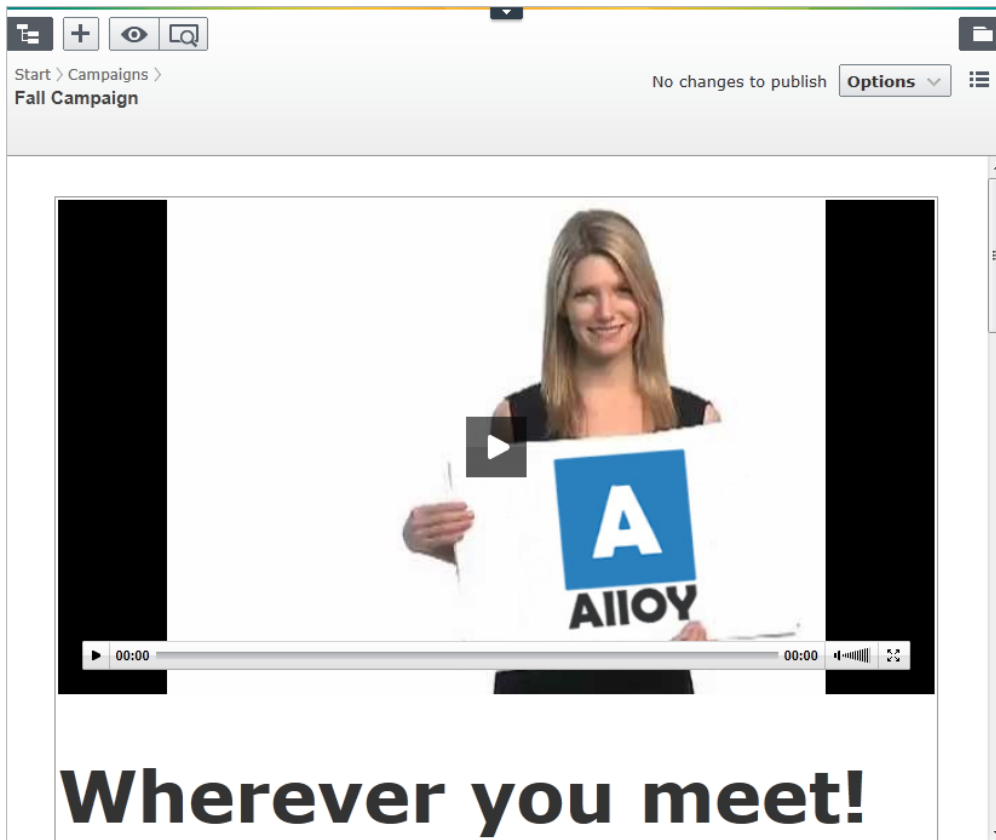 Start > Campaigns >
Fall Campaign
No changes to publish
Options
A
Alloy
00:00
00:00
Wherever you meet!